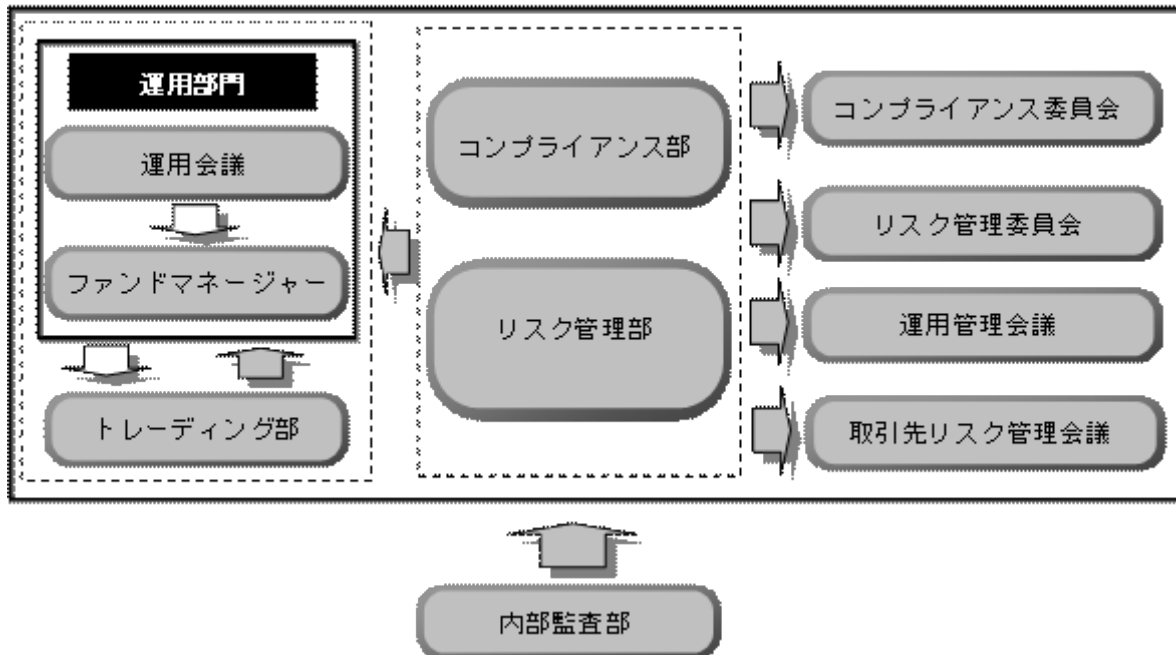 運用部門
運用会議
ファンドマネージャー
トレーディング部
コンプライアンス部
リスク管理部
コンプライアンス委員会
リスク管理委員会
運用管理会議
取引先リスク管理会議
内部監査部